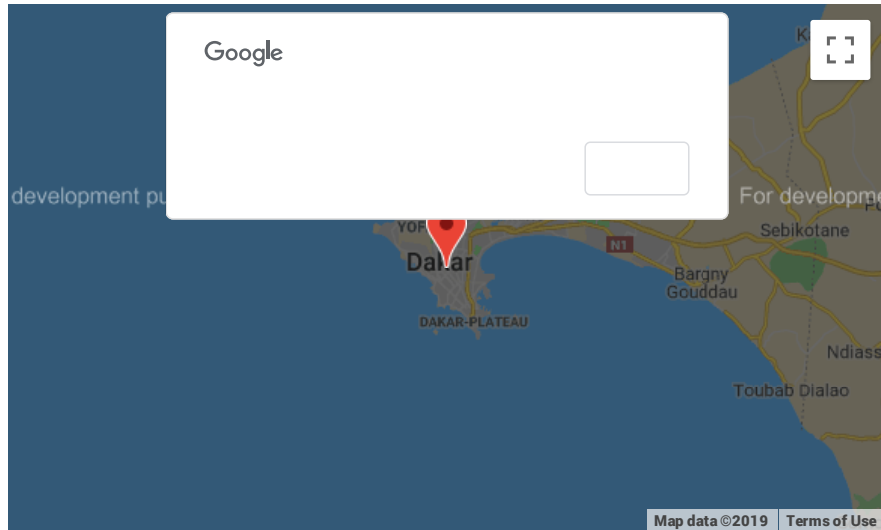 Google
development pu
For developme
YOF
Sebikotane
N1
Dakar
Bargny
Gouddau
DAKAR-PLATEAU
Ndiass
Toubab Dialao
Map data ©2019
Terms of Use